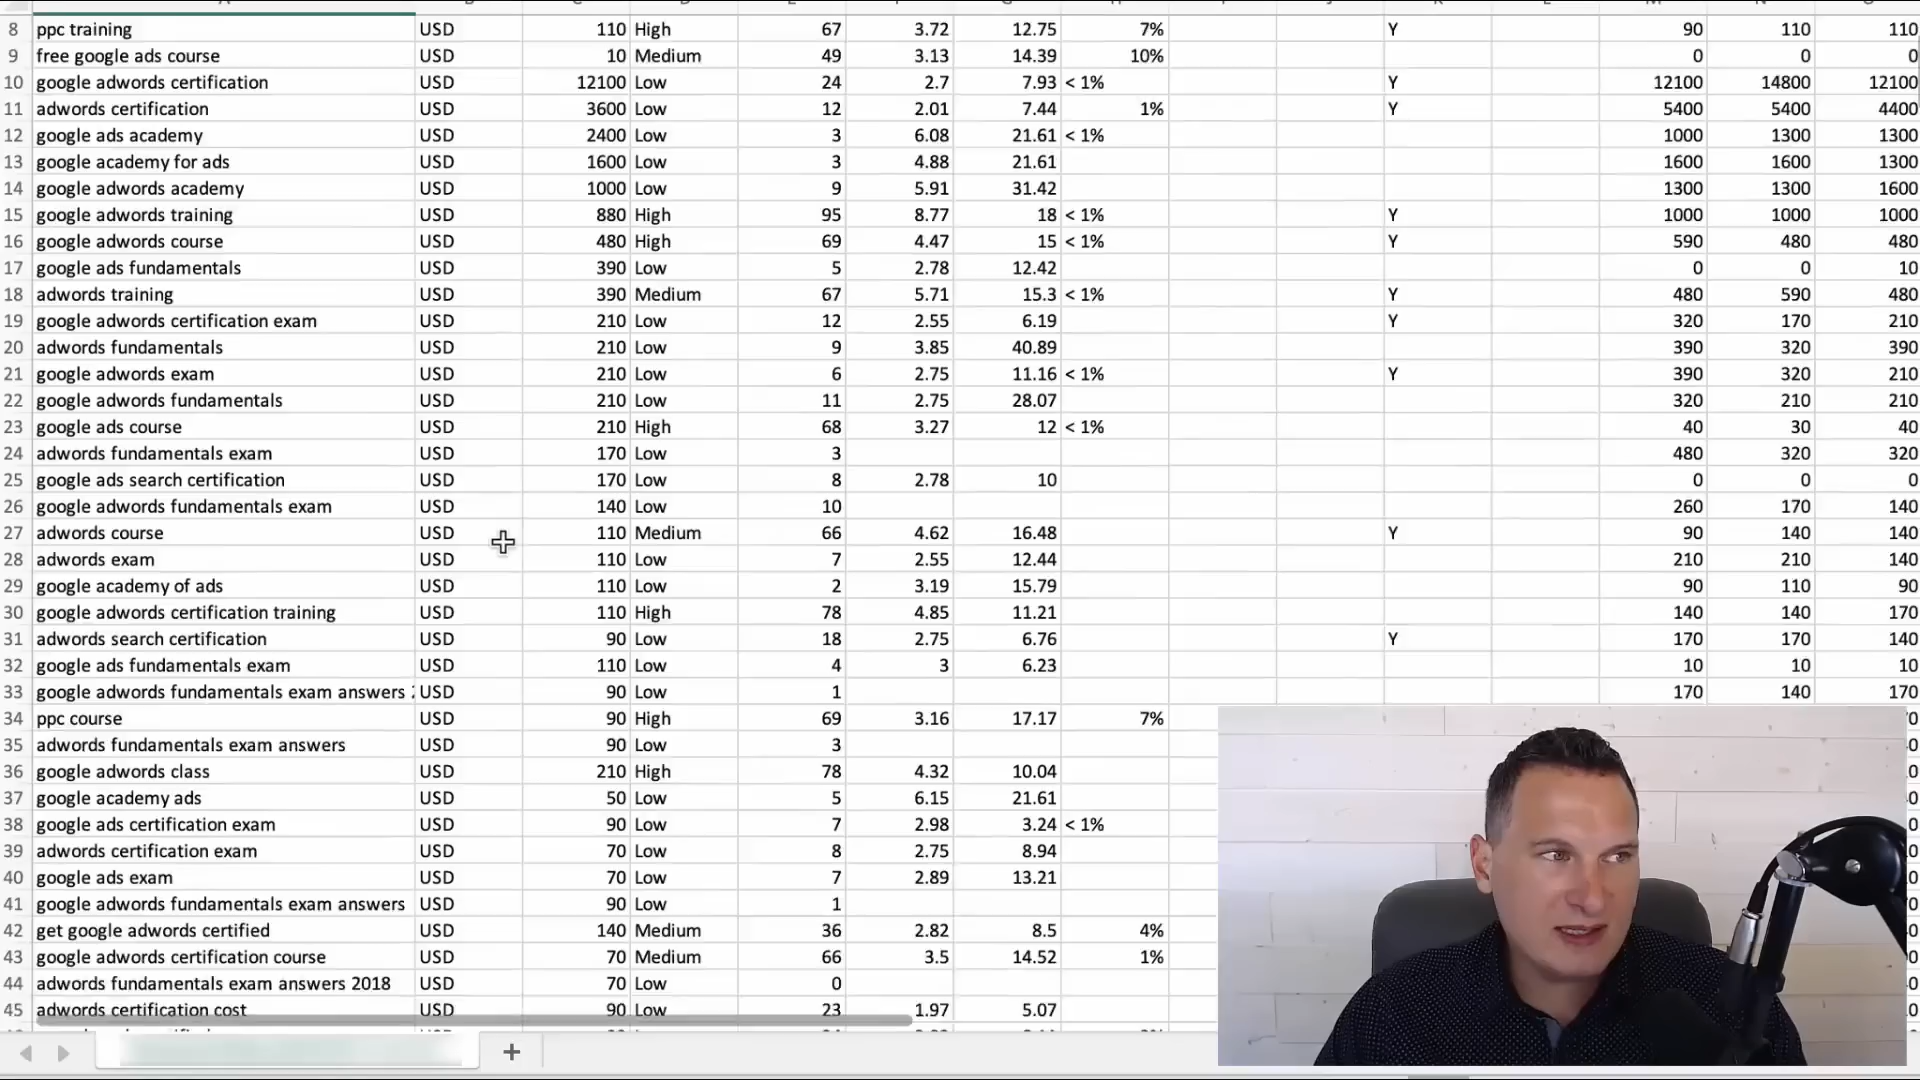 8 ppc training USD 110 High 67 3.72 12.75 7% Y 90 110 110
9 free google ads course USD 10 Medium 49 3.13 14.39 10% 0 0 0
10 google adwords certification USD 12100 Low 24 2.7 7.93 < 1% Y 12100 14800 12100
11 adwords certification USD 3600 Low 12 2.01 7.44 1% Y 5400 5400 4400
12 google ads academy USD 2400 Low 3 6.08 21.61 < 1% 1000 1300 1300
13 google academy for ads USD 1600 Low 3 4.88 21.61 1600 1600 1300
14 google adwords academy USD 1000 Low 9 5.91 31.42 1300 1300 1600
15 google adwords training USD 880 High 95 8.77 18 < 1% Y 1000 1000 1000
16 google adwords course USD 480 High 69 4.47 15 < 1% Y 590 480 480
17 google ads fundamentals USD 390 Low 5 2.78 12.42 0 0 10
18 adwords training USD 390 Medium 67 5.71 15.3 < 1% Y 480 590 480
19 google adwords certification exam USD 210 Low 12 2.55 6.19 Y 320 170 210
20 adwords fundamentals USD 210 Low 9 3.85 40.89 390 320 390
21 google adwords exam USD 210 Low 6 2.75 11.16 < 1% Y 390 320 210
22 google adwords fundamentals USD 210 Low 11 2.75 28.07 320 210 210
23 google ads course USD 210 High 68 3.27 12 < 1% 40 30 40
24 adwords fundamentals exam USD 170 Low 3 480 320 320
25 google ads search certification USD 170 Low 8 2.78 10 0 0 0
26 google adwords fundamentals exam USD 140 Low 10 260 170 140
27 adwords course USD 110 Medium 66 4.62 16.48 Y 90 140 140
28 adwords exam USD 110 Low 7 2.55 12.44 210 210 140
29 google academy of ads USD 110 Low 2 3.19 15.79 90 110 90
30 google adwords certification training USD 110 High 78 4.85 11.21 140 140 170
31 adwords search certification USD 90 Low 18 2.75 6.76 Y 170 170 140
32 google ads fundamentals exam USD 110 Low 4 3 6.23 10 10 10
33 google adwords fundamentals exam answers USD 90 Low 1 170 140 170
34 ppc course USD 90 High 69 3.16 17.17 7%
35 adwords fundamentals exam answers USD 90 Low 3
36 google adwords class USD 210 High 78 4.32 10.04
37 google academy ads USD 50 Low 5 6.15 21.61
38 google ads certification exam USD 90 Low 7 2.98 3.24 < 1%
39 adwords certification exam USD 70 Low 8 2.75 8.94
40 google ads exam USD 70 Low 7 2.89 13.21
41 google adwords fundamentals exam answers USD 90 Low 1
42 get google adwords certified USD 140 Medium 36 2.82 8.5 4%
43 google adwords certification course USD 70 Medium 66 3.5 14.52 1%
44 adwords fundamentals exam answers 2018 USD 70 Low 0
45 adwords certification cost USD 90 Low 23 1.97 5.07